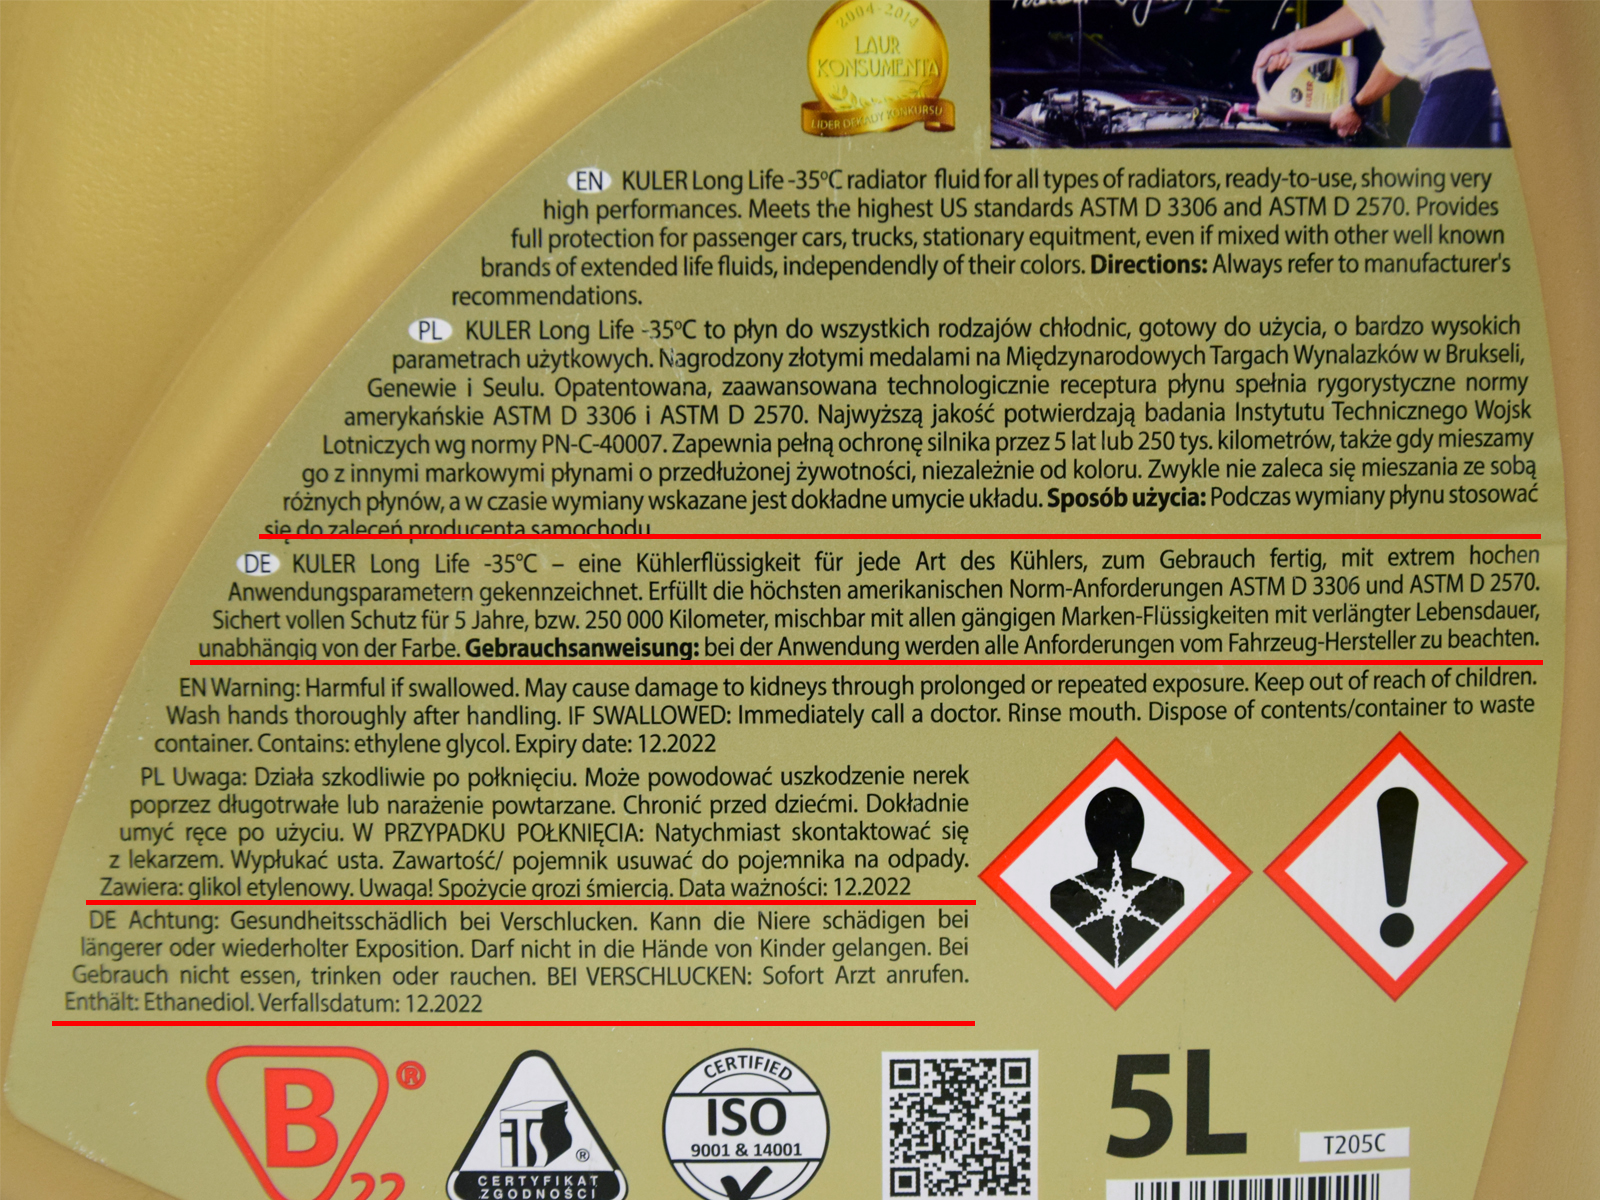 2004-2014
LAUR
KONSUMENTA
LIDER DEKADY KONKURSU
KULER
EN KULER Long Life -35°C radiator fluid for all types of radiators, ready-to-use, showing very
high performances. Meets the highest US standards ASTM D 3306 and ASTM D 2570. Provides
full protection for passenger cars, trucks, stationary equitment, even if mixed with other well known
brands of extended life fluids, independendly of their colors. Directions: Always refer to manufacturer's
recommendations.
PL KULER Long Life -35°C to płyn do wszystkich rodzajów chłodnic, gotowy do użycia, o bardzo wysokich
parametrach użytkowych. Nagrodzony złotymi medalami na Międzynarodowych Targach Wynalazków w Brukseli,
Genewie i Seulu. Opatentowana, zaawansowana technologicznie receptura płynu spełnia rygorystyczne normy
amerykańskie ASTM D 3306 i ASTM D 2570. Najwyższą jakość potwierdzają badania Instytutu Technicznego Wojsk
Lotniczych wg normy PN-C-40007. Zapewnia pełną ochronę silnika przez 5 lat lub 250 tys. kilometrów, także gdy mieszamy
go z innymi markowymi płynami o przedłużonej żywotności, niezależnie od koloru. Zwykle nie zaleca się mieszania ze sobą
różnych płynów, a w czasie wymiany wskazane jest dokładne umycie układu. Sposób użycia: Podczas wymiany płynu stosować
się do zaleceń producenta samochodu
DE KULER Long Life -35°C – eine Kühlerflüssigkeit für jede Art des Kühlers, zum Gebrauch fertig, mit extrem hochen
Anwendungsparametern gekennzeichnet. Erfüllt die höchsten amerikanischen Norm-Anforderungen ASTM D 3306 und ASTM D 2570.
Sichert vollen Schutz für 5 Jahre, bzw. 250 000 Kilometer, mischbar mit allen gängigen Marken-Flüssigkeiten mit verlängter Lebensdauer,
unabhängig von der Farbe. Gebrauchsanweisung: bei der Anwendung werden alle Anforderungen vom Fahrzeug-Hersteller zu beachten.
EN Warning: Harmful if swallowed. May cause damage to kidneys through prolonged or repeated exposure. Keep out of reach of children.
Wash hands thoroughly after handling. IF SWALLOWED: Immediately call a doctor. Rinse mouth. Dispose of contents/container to waste
container. Contains: ethylene glycol. Expiry date: 12.2022
PL Uwaga: Działa szkodliwie po połknięciu. Może powodować uszkodzenie nerek
poprzez długotrwałe lub narażenie powtarzane. Chronić przed dziećmi. Dokładnie
umyć ręce po użyciu. W PRZYPADKU POŁKNIĘCIA: Natychmiast skontaktować się
z lekarzem. Wypłukać usta. Zawartość/ pojemnik usuwać do pojemnika na odpady.
Zawiera: glikol etylenowy. Uwaga! Spożycie grozi śmiercią. Data ważności: 12.2022
DE Achtung: Gesundheitsschädlich bei Verschlucken. Kann die Niere schädigen bei
längerer oder wiederholter Exposition. Darf nicht in die Hände von Kinder gelangen. Bei
Gebrauch nicht essen, trinken oder rauchen. BEI VERSCHLUCKEN: Sofort Arzt anrufen.
Enthält: Ethanediol. Verfallsdatum: 12.2022
B ®
22
ITS ®
CERTYFIKAT
ZGODNOŚCI
CERTIFIED
ISO
9001 & 14001
5L
T205C